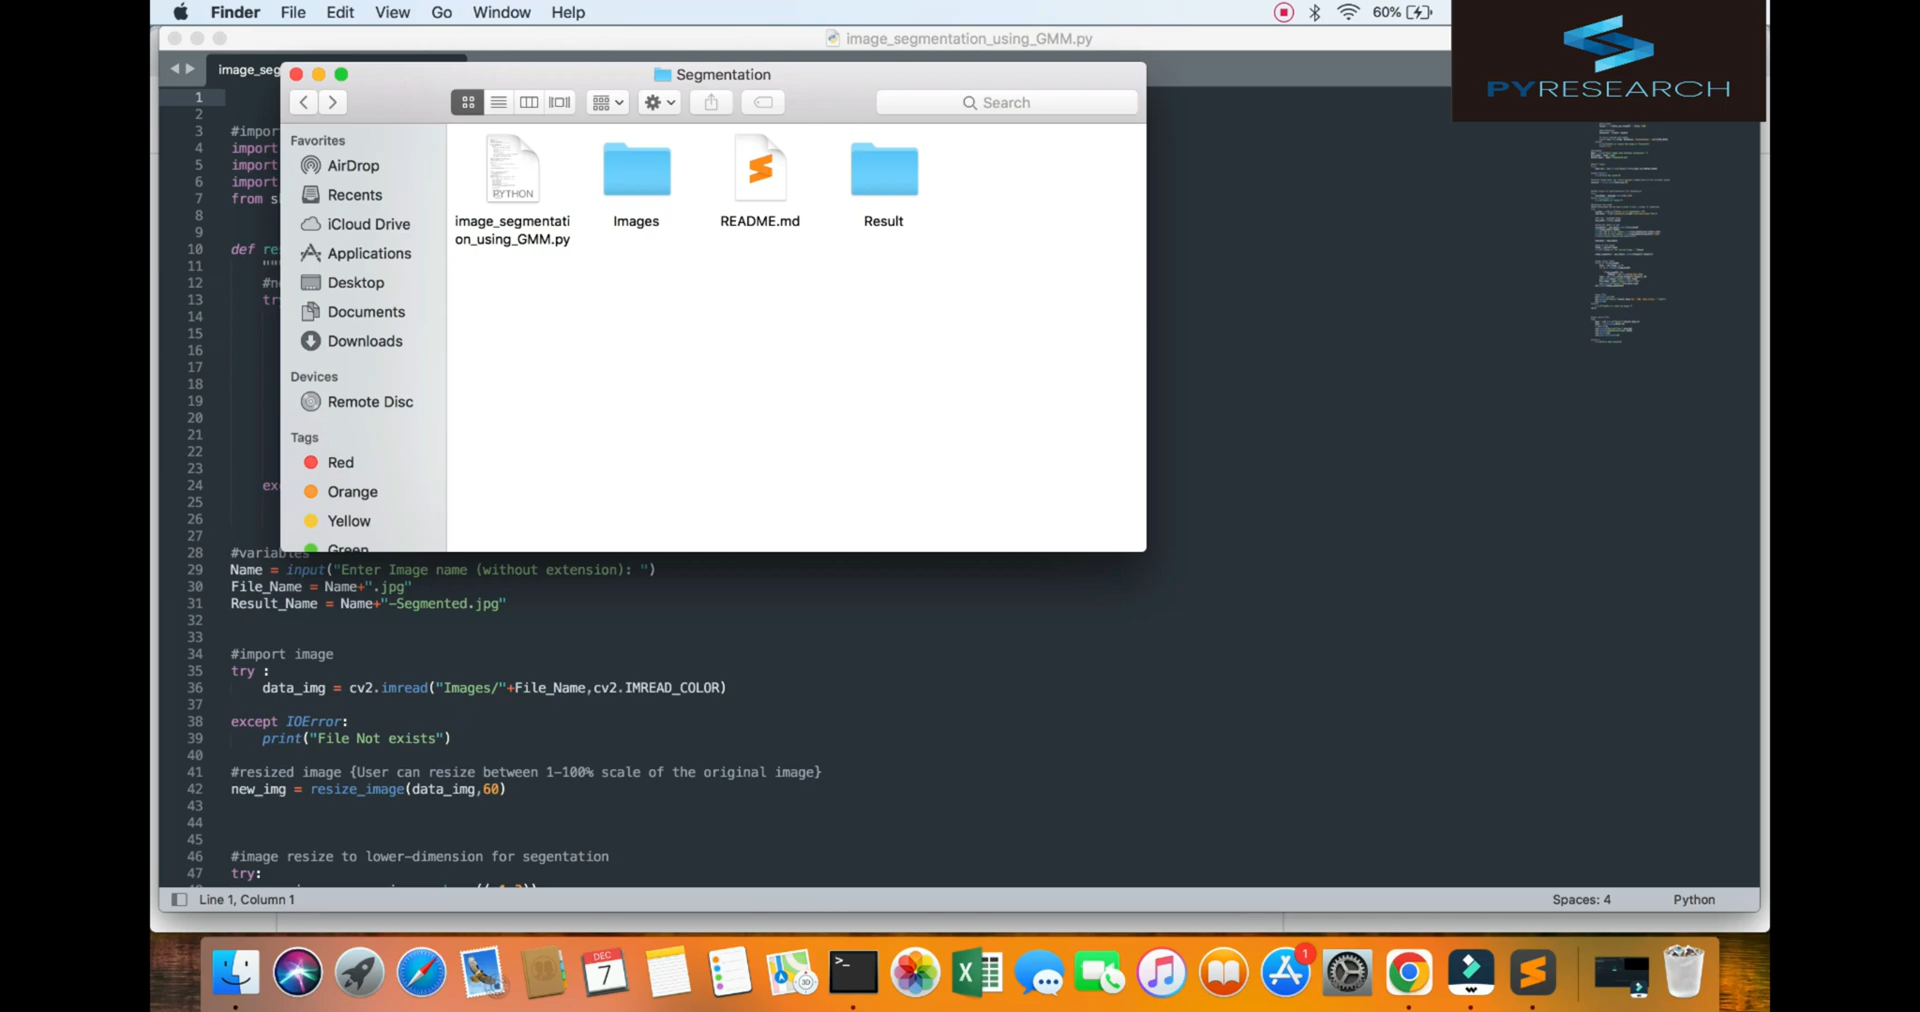 Finder File Edit View Go Window Help
60%
PYRESEARCH
image_segmentation_using_GMM.py
image_seg
Segmentation
Search
Favorites
AirDrop
Recents
iCloud Drive
Applications
Desktop
Documents
Downloads
Devices
Remote Disc
Tags
Red
Orange
Yellow
Green
PYTHON
image_segmentati
on_using_GMM.py
Images
README.md
Result
1
2
3 #impor
4 import
5 import
6 import
7 from s
8
9
10 def re
11 """
12 #n
13 tr
14
15
16
17
18
19
20
21
22
23
24 ex
25
26
27
28 #variables
29 Name = input("Enter Image name (without extension): ")
30 File_Name = Name+".jpg"
31 Result_Name = Name+"-Segmented.jpg"
32
33
34 #import image
35 try :
36 data_img = cv2.imread("Images/"+File_Name,cv2.IMREAD_COLOR)
37
38 except IOError:
39 print("File Not exists")
40
41 #resized image {User can resize between 1-100% scale of the original image}
42 new_img = resize_image(data_img,60)
43
44
45
46 #image resize to lower-dimension for segentation
47 try:
Line 1, Column 1
Spaces: 4
Python
DEC
7
3D
1